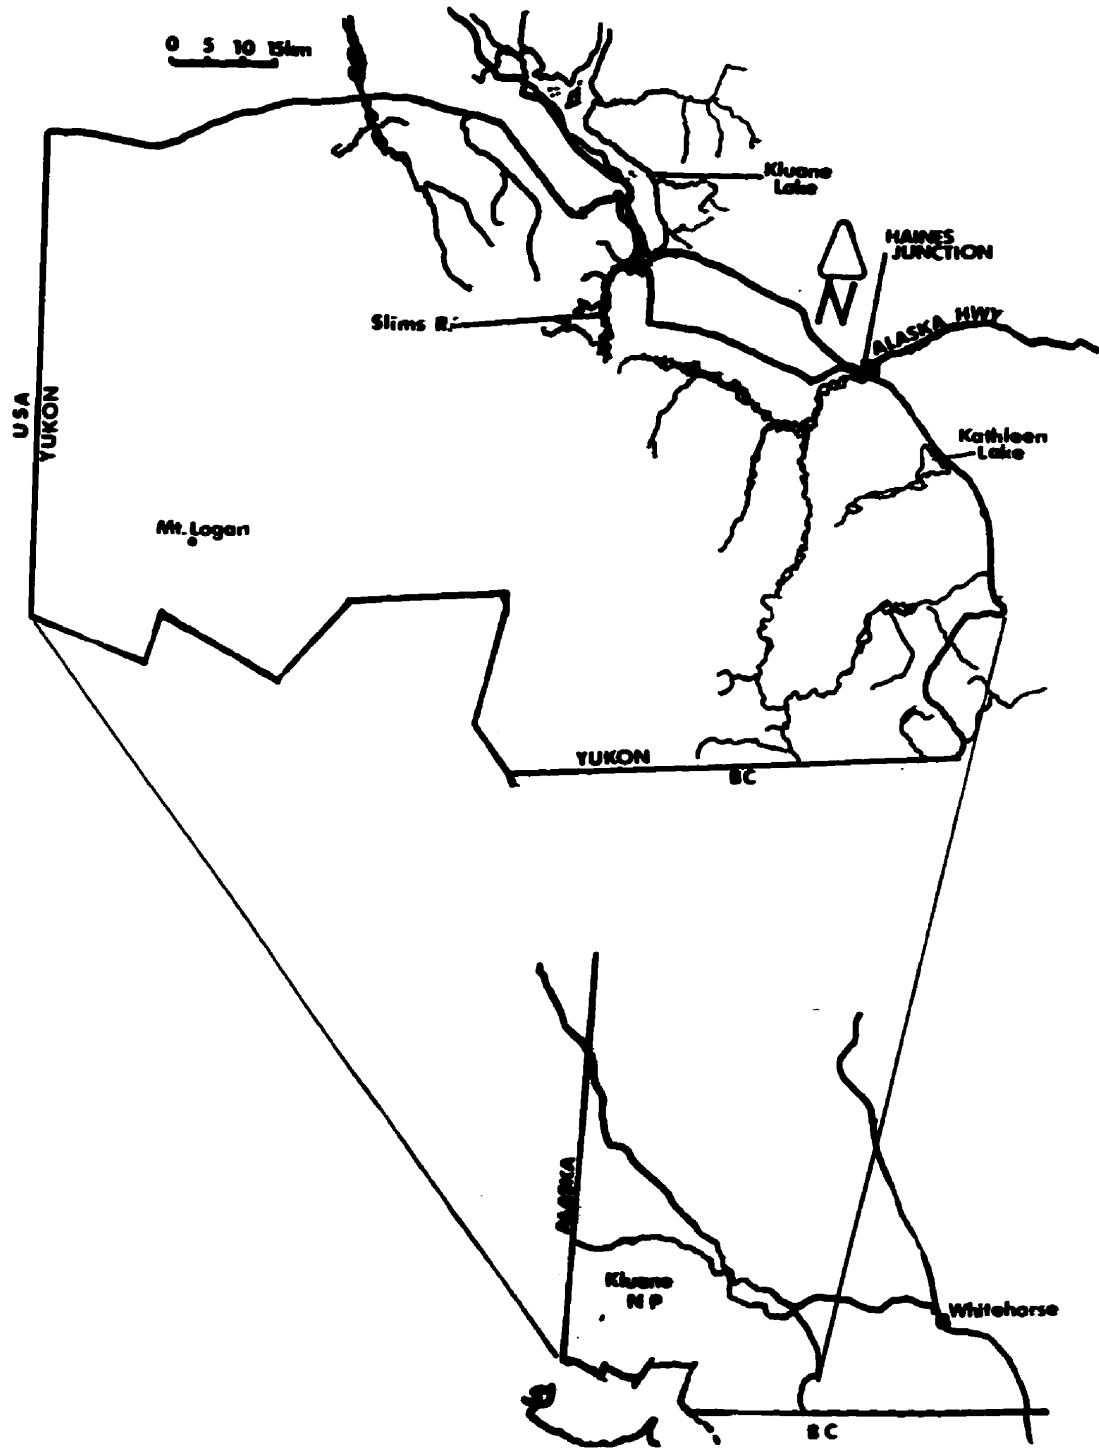 0 5 10 15km
Kluane
Lake
HAINES
JUNCTION
N
Slims R.
ALASKA HWY
USA
YUKON
Kathleen
Lake
Mt. Logan
YUKON
BC
ALASKA
Kluane
N P
Whitehorse
BC